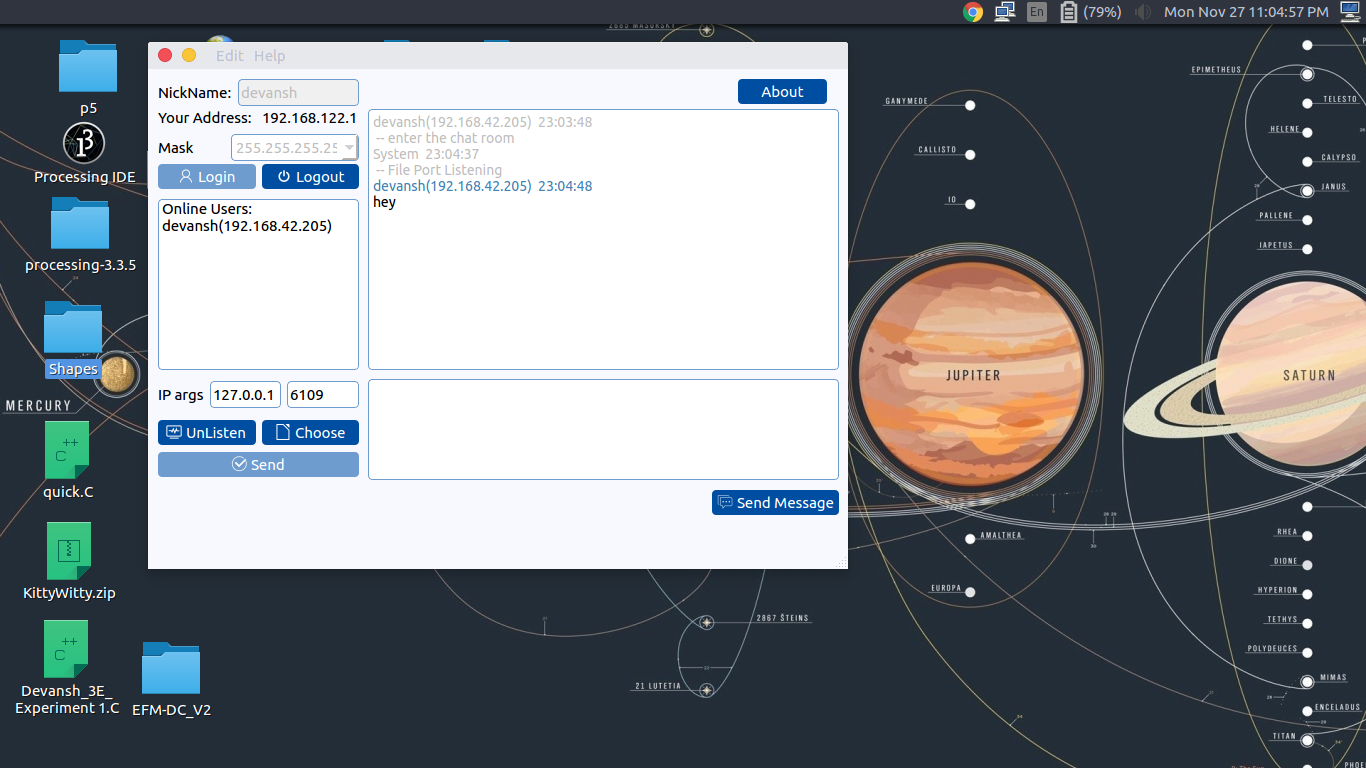 En
(79%)
Mon Nov 27 11:04:57 PM
Edit Help
NickName: devansh
About
Your Address: 192.168.122.1
Mask 255.255.255.25
Login
Logout
Online Users:
devansh(192.168.42.205)
devansh(192.168.42.205) 23:03:48
-- enter the chat room
System 23:04:37
-- File Port Listening
devansh(192.168.42.205) 23:04:48
hey
IP args 127.0.0.1 6109
UnListen
Choose
Send
Send Message
p5
Processing IDE
processing-3.3.5
Shapes
MERCURY
quick.C
KittyWitty.zip
Devansh_3E_
Experiment 1.C
EFM-DC_V2
GANYMEDE
CALLISTO
IO
JUPITER
AMALTHEA
EUROPA
2867 ŠTEINS
21 LUTETIA
EPIMETHEUS
TELESTO
HELENE
CALYPSO
JANUS
PALLENE
IAPETUS
SATURN
RHEA
DIONE
HYPERION
TETHYS
POLYDEUCES
MIMAS
ENCELADUS
TITAN